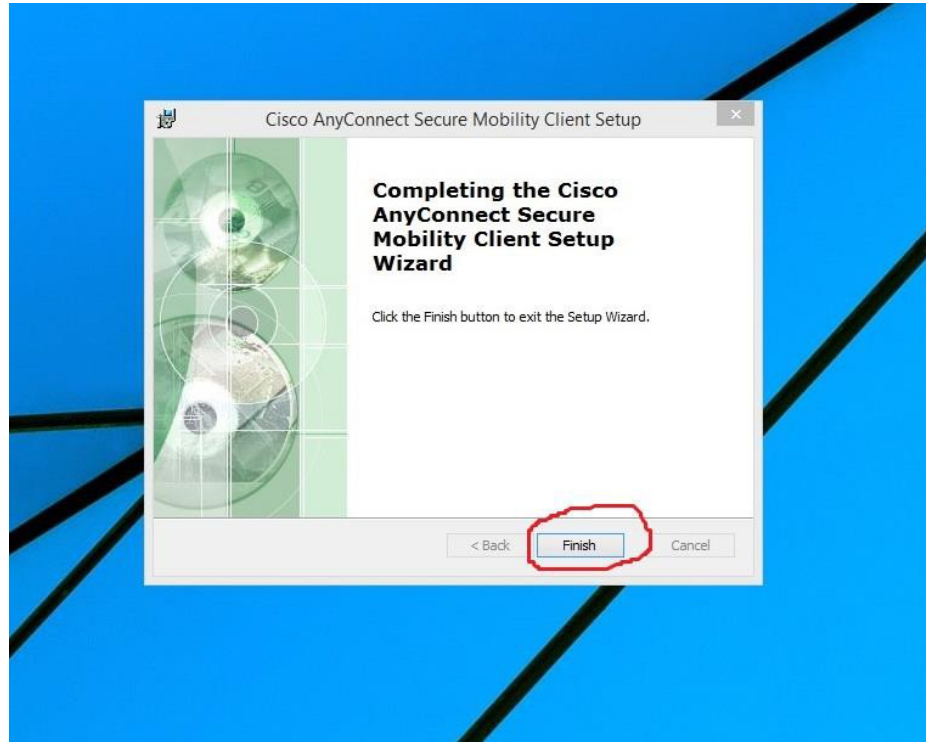 Cisco AnyConnect Secure Mobility Client Setup
Completing the Cisco
AnyConnect Secure
Mobility Client Setup
Wizard
Click the Finish button to exit the Setup Wizard.
< Back Finish Cancel